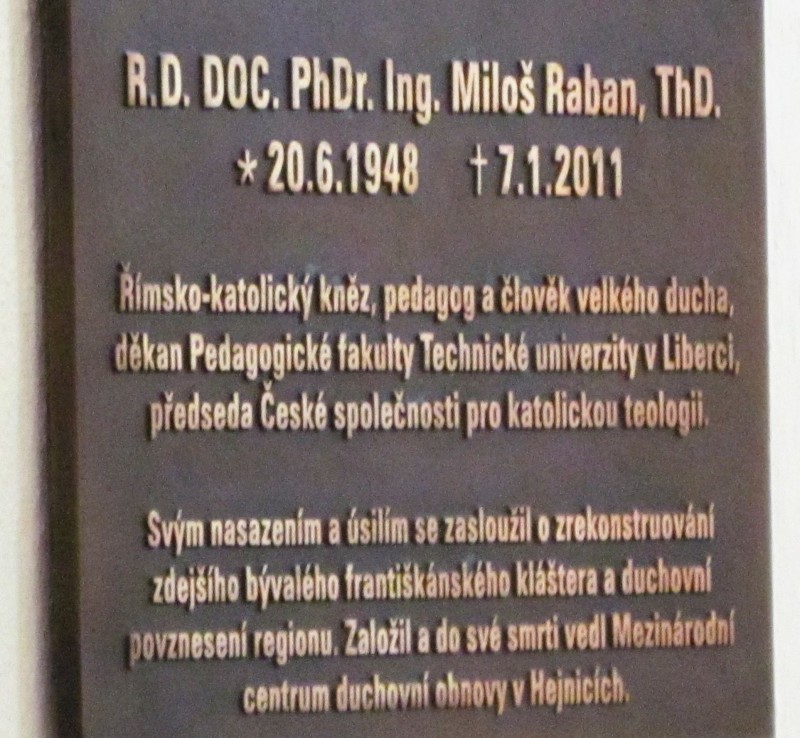 R.D. DOC. PhDr. Ing. Miloš Raban, ThD.
* 20.6.1948 † 7.1.2011
Římsko-katolický kněz, pedagog a člověk velkého ducha,
děkan Pedagogické fakulty Technické univerzity v Liberci,
předseda České společnosti pro katolickou teologii.
Svým nasazením a úsilím se zasloužil o zrekonstruování
zdejšího bývalého františkánského kláštera a duchovní
povznesení regionu. Založil a do své smrti vedl Mezinárodní
centrum duchovní obnovy v Hejnicích.